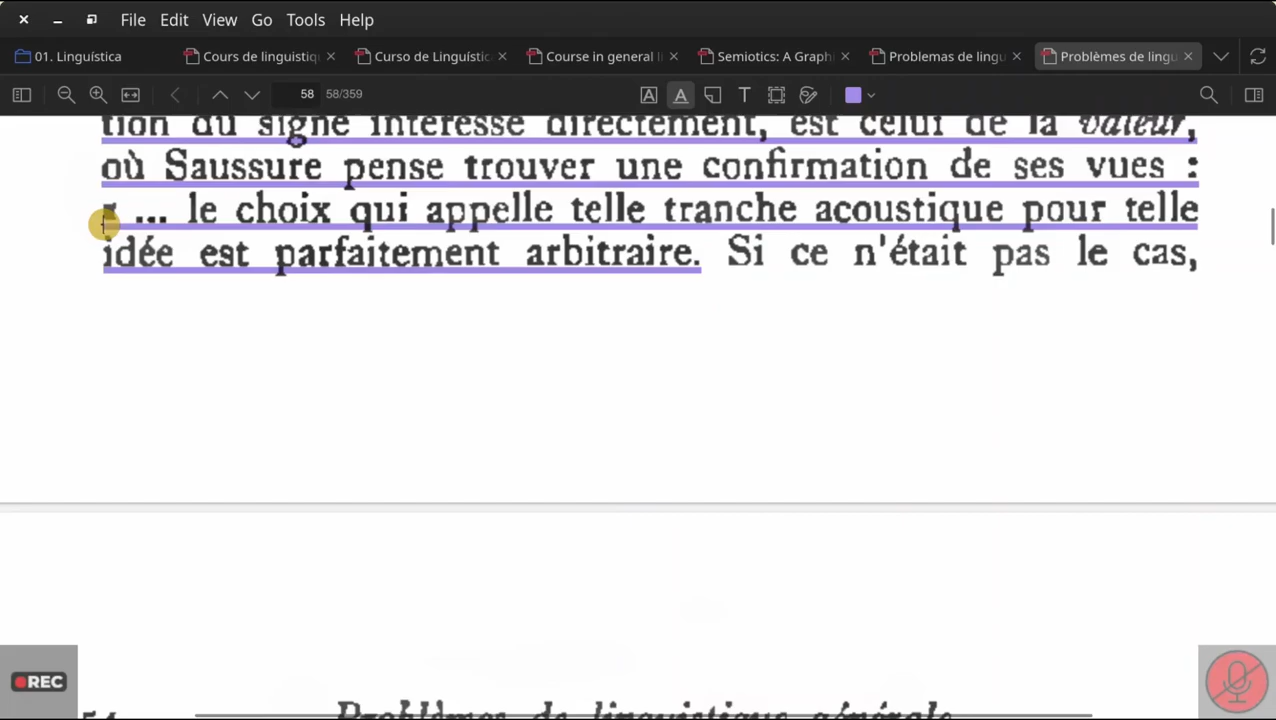 File Edit View Go Tools Help
01. Linguística
Cours de linguistiqu
Curso de Linguístic
Course in general l
Semiotics: A Graph
Problemas de lingu
Problèmes de lingu
58 58/359
tion du signe intéresse directement, est celui de la valeur,
où Saussure pense trouver une confirmation de ses vues :
... le choix qui appelle telle tranche acoustique pour telle
idée est parfaitement arbitraire. Si ce n'était pas le cas,
REC
54 Problèmes de linguistique générale